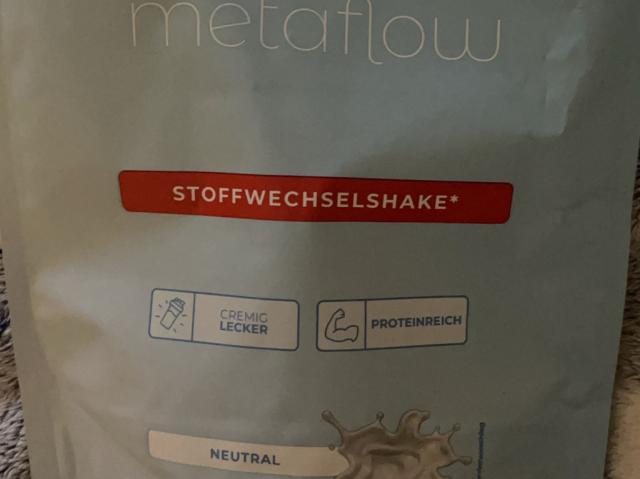 metaflow
STOFFWECHSELSHAKE*
CREMIG
LECKER
PROTEINREICH
NEUTRAL